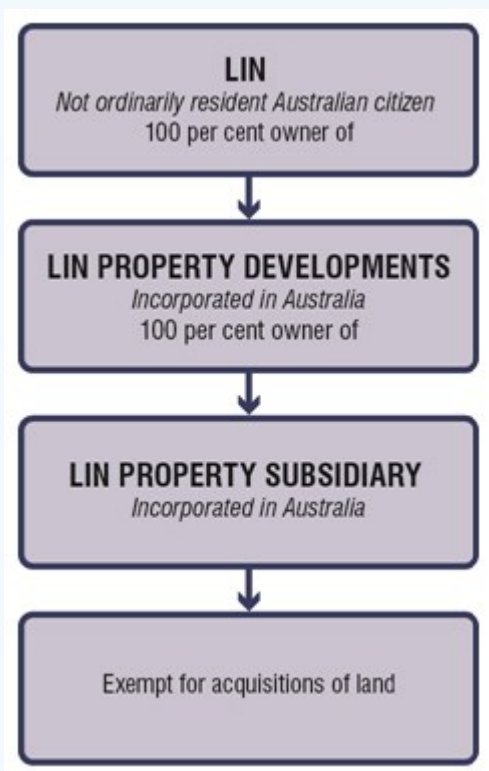 LIN
Not ordinarily resident Australian citizen
100 per cent owner of
LIN PROPERTY DEVELOPMENTS
Incorporated in Australia
100 per cent owner of
LIN PROPERTY SUBSIDIARY
Incorporated in Australia
Exempt for acquisitions of land